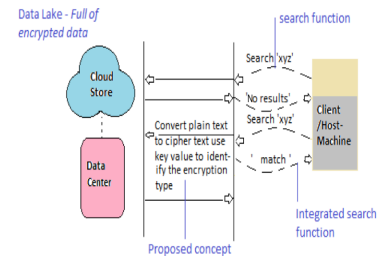 Data Lake - Full of
encrypted data
search function
Search 'xyz'
Cloud
Store
'No results'
Search 'xyz'
Client
/Host-
Machine
Convert plain text
to cipher text use
key value to ident-
ify the encryption
type
' match '
Data
Center
Integrated search
function
Proposed concept